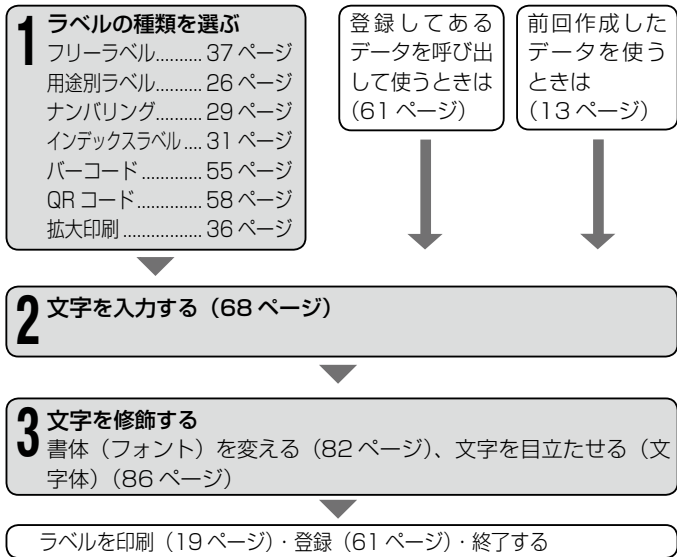 1 ラベルの種類を選ぶ
フリーラベル.......... 37 ページ
用途別ラベル.......... 26 ページ
ナンバリング.......... 29 ページ
インデックスラベル.... 31 ページ
バーコード............. 55 ページ
QR コード.............. 58 ページ
拡大印刷................. 36 ページ
登録してある
データを呼び出
して使うときは
(61 ページ)
前回作成した
データを使う
ときは
(13 ページ)
2 文字を入力する(68 ページ)
3 文字を修飾する
書体(フォント)を変える(82 ページ)、文字を目立たせる(文
字体)(86 ページ)
ラベルを印刷(19 ページ)・登録(61 ページ)・終了する